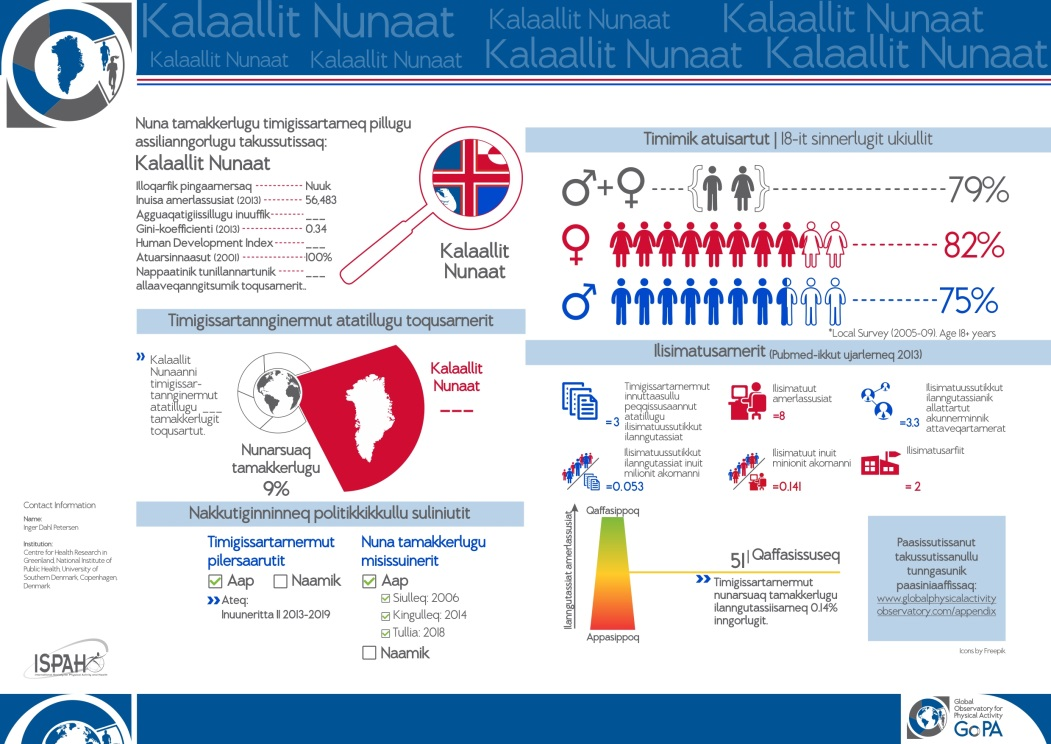 Kalaallit Nunaat
Kalaallit Nunaat
Kalaallit Nunaat
Kalaallit Nunaat
Kalaallit Nunaat
Kalaallit Nunaat
Kalaallit Nunaat
Nuna tamakkerlugu timigissartarneq pillugu
assilianngorlugu takussutissaq:
Kalaallit Nunaat
Illoqarfik pingaarnersaq Nuuk
Inuisa amerlassusiat (2013) 56,483
Agguaqatigiissillugu inuuffik ___
Gini-koefficienti (2013) 0.34
Human Development Index ___
Atuarsinnaasut (2001) 100%
Nappaatinik tunillannartunik ___
allaaveqanngitsumik toqusarnerit..
Kalaallit
Nunaat
Timigissartannginermut atatillugu toqusarnerit
Kalaallit
Nunaanni
timigissar-
tannginermut
atatillugu ___
tamakkerlugit
toqusartut.
Kalaallit
Nunaat
___
Nunarsuaq
tamakkerlugu
9%
Nakkutiginninneq politikkikkullu suliniutit
Timigissartarnermut
pilersaarutit
Aap Naamik
Ateq:
Inuuneritta II 2013-2019
Nuna tamakkerlugu
misissuinerit
Aap
Siulleq: 2006
Kingulleq: 2014
Tullia: 2018
Naamik
Timimik atuisartut | 18-it sinnerlugit ukiullit
79%
82%
75%
*Local Survey (2005-09). Age 18+ years
Ilisimatusarnerit (Pubmed-ikkut ujarlerneq 2013)
Timigissartarnermut
innuttaasullu
peqqissusaannut
atatillugu
ilisimatuussutikkut
ilanngutassiat
=3
Ilisimatuut
amerlassusiat
=8
Ilisimatuussutikkut
ilanngutassianik
allattartut
akunnerminnik
attaveqartarnerat
=3.3
Ilisimatuussutikkut
ilanngutassiat inuit
milionit akornanni
=0.053
Ilisimatuut inuit
minionit akornanni
=0.141
Ilisimatusarfiit
= 2
Ilanngutassiat amerlassusiat
Qaffasippoq
Appasippoq
51 | Qaffasissuseq
Timigissartarnermut
nunarsuaq tamakkerlugu
ilanngutassiisarneq 0.14%
inngorlugit.
Paasissutissanut
takussutissanullu
tunngasunik
paasiniaaffissaq:
www.globalphysicalactivity
observatory.com/appendix
Icons by Freepik
Contact Information
Name:
Inger Dahl Petersen
Institution:
Centre for Health Research in
Greenland, National Institute of
Public Health, University of
Southern Denmark, Copenhagen,
Denmark
ISPAH
Global
Observatory for
Physical Activity
GoPA